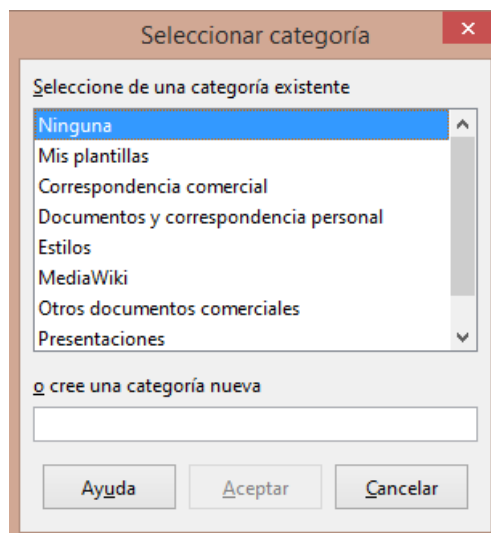 Seleccionar categoría
Seleccione de una categoría existente
Ninguna
Mis plantillas
Correspondencia comercial
Documentos y correspondencia personal
Estilos
MediaWiki
Otros documentos comerciales
Presentaciones
o cree una categoría nueva
Ayuda Aceptar Cancelar